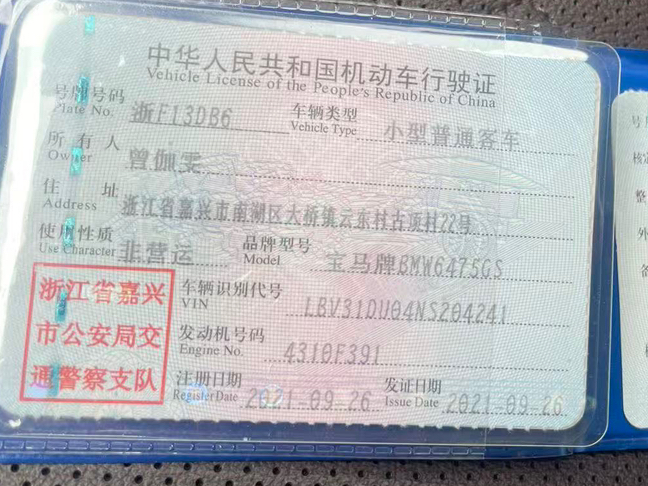 中华人民共和国机动车行驶证
Vehicle License of the People's Republic of China
号牌号码 浙F13DB6 车辆类型 小型普通客车
Plate No. Vehicle Type
所有人 曾伽雯
Owner
住址 浙江省嘉兴市南湖区大桥镇云东村古顶村22号
Address
使用性质 非营运 品牌型号 宝马牌BMW6475GS
Use Character Model
浙江省嘉兴
市公安局交
通警察支队
车辆识别代号 LBV31DU04NS204241
VIN
发动机号码 4310F391
Engine No.
注册日期 2021-09-26 发证日期 2021-09-26
Register Date Issue Date